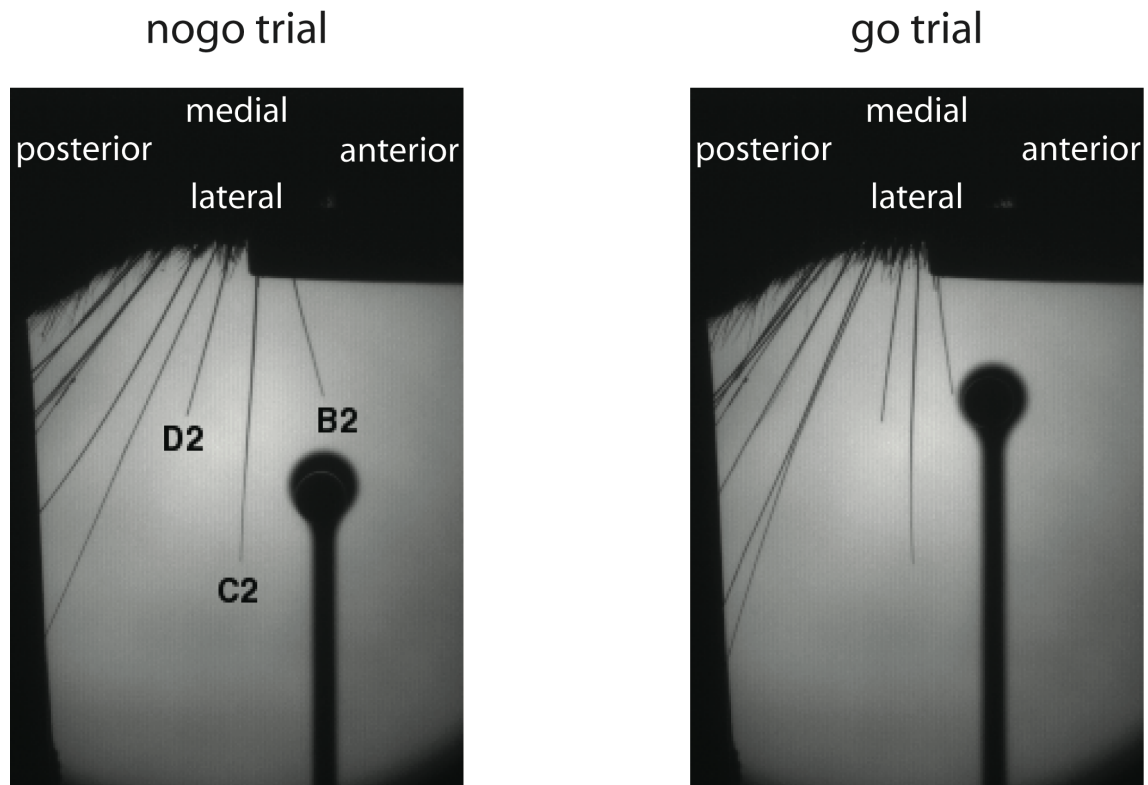 nogo trial
go trial
medial
posterior anterior
lateral
medial
posterior anterior
lateral
D2
B2
C2